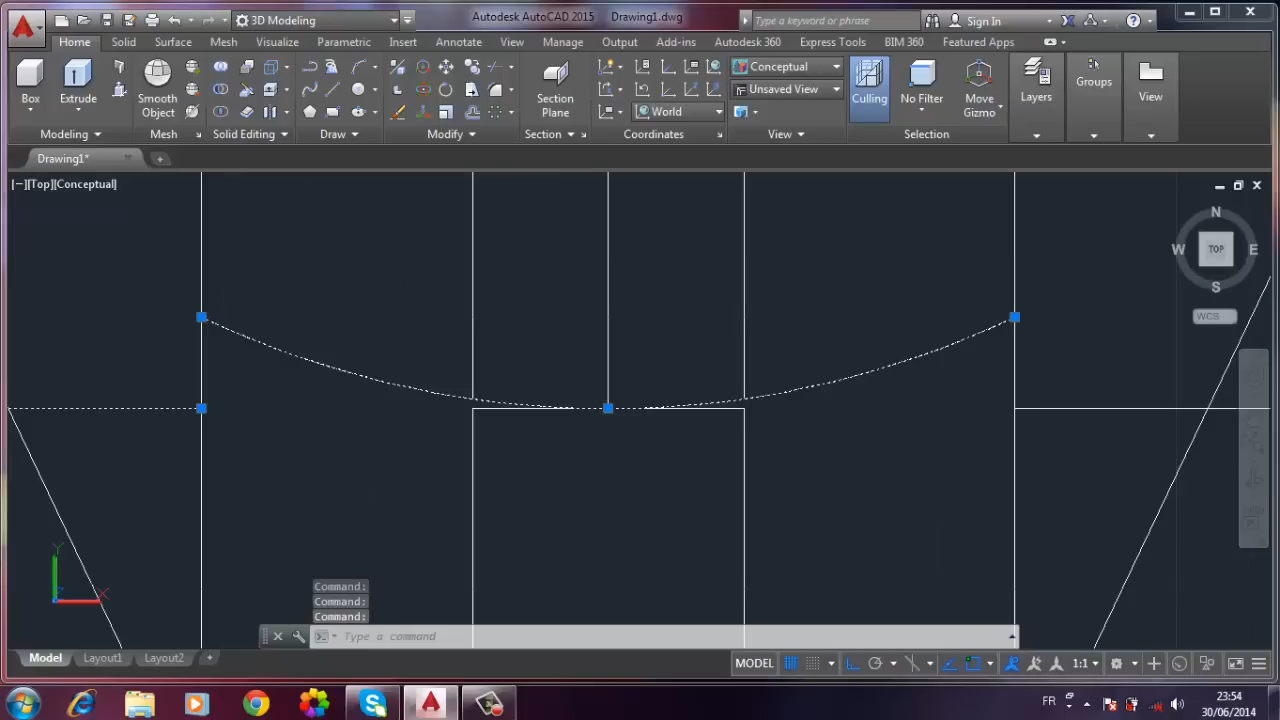 3D Modeling
Autodesk AutoCAD 2015 Drawing1.dwg
Type a keyword or phrase
Sign In
Home Solid Surface Mesh Visualize Parametric Insert Annotate View Manage Output Add-ins Autodesk 360 Express Tools BIM 360 Featured Apps
Box
Extrude
Smooth
Object
Section
Plane
World
Conceptual
Unsaved View
Culling
No Filter
Move
Gizmo
Layers
Groups
View
Modeling
Mesh
Solid Editing
Draw
Modify
Section
Coordinates
View
Selection
Drawing1*
[−][Top][Conceptual]
N
W TOP E
S
WCS
Y
X
Command:
Command:
Command:
Type a command
Model Layout1 Layout2
MODEL
1:1
FR
23:54
30/06/2014